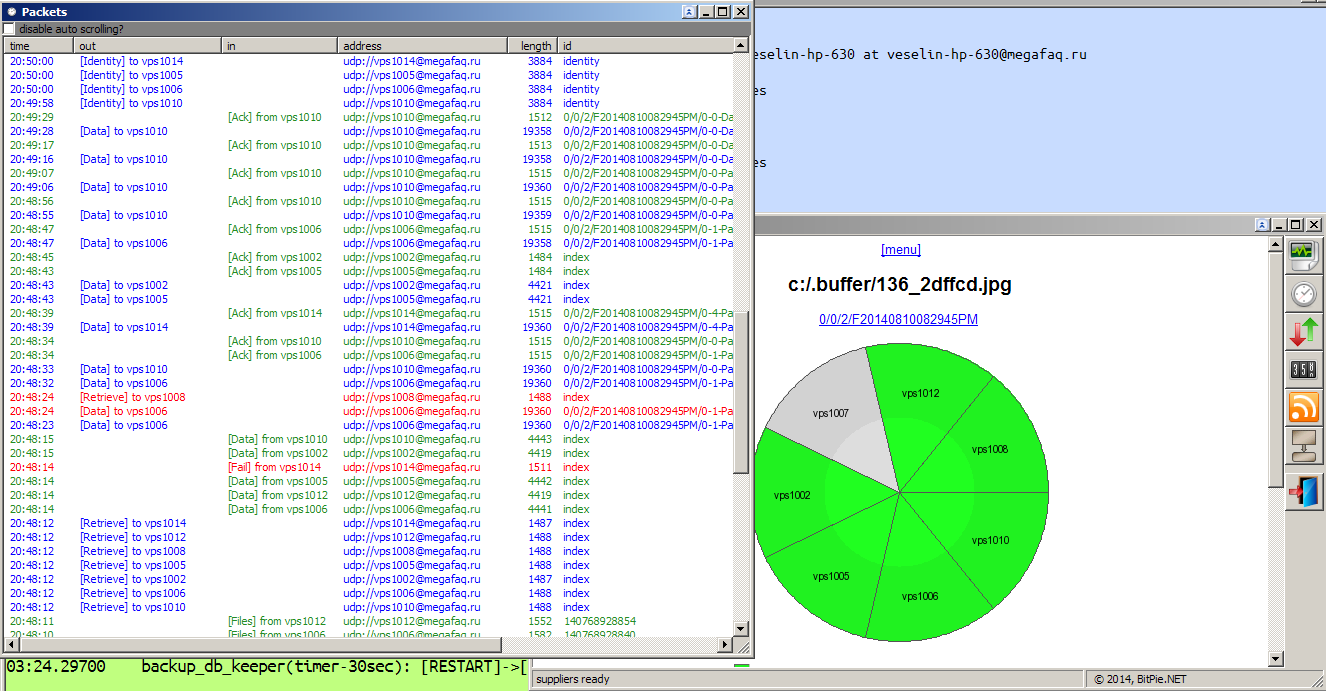 Packets
disable auto scrolling?
time out in address length id
20:50:00 [Identity] to vps1014 udp://vps1014@megafaq.ru 3884 identity
20:50:00 [Identity] to vps1005 udp://vps1005@megafaq.ru 3884 identity
20:50:00 [Identity] to vps1006 udp://vps1006@megafaq.ru 3884 identity
20:49:58 [Identity] to vps1010 udp://vps1010@megafaq.ru 3884 identity
20:49:29 [Ack] from vps1010 udp://vps1010@megafaq.ru 1512 0/0/2/F20140810082945PM/0-0-Da
20:49:28 [Data] to vps1010 udp://vps1010@megafaq.ru 19358 0/0/2/F20140810082945PM/0-0-Da
20:49:17 [Ack] from vps1010 udp://vps1010@megafaq.ru 1513 0/0/2/F20140810082945PM/0-0-Da
20:49:16 [Data] to vps1010 udp://vps1010@megafaq.ru 19358 0/0/2/F20140810082945PM/0-0-Da
20:49:07 [Ack] from vps1010 udp://vps1010@megafaq.ru 1515 0/0/2/F20140810082945PM/0-0-Pa
20:49:06 [Data] to vps1010 udp://vps1010@megafaq.ru 19360 0/0/2/F20140810082945PM/0-0-Pa
20:48:56 [Ack] from vps1010 udp://vps1010@megafaq.ru 1515 0/0/2/F20140810082945PM/0-0-Pa
20:48:55 [Data] to vps1010 udp://vps1010@megafaq.ru 19359 0/0/2/F20140810082945PM/0-0-Pa
20:48:47 [Ack] from vps1006 udp://vps1006@megafaq.ru 1515 0/0/2/F20140810082945PM/0-1-Pa
20:48:47 [Data] to vps1006 udp://vps1006@megafaq.ru 19358 0/0/2/F20140810082945PM/0-1-Pa
20:48:45 [Ack] from vps1002 udp://vps1002@megafaq.ru 1484 index
20:48:43 [Ack] from vps1005 udp://vps1005@megafaq.ru 1484 index
20:48:43 [Data] to vps1002 udp://vps1002@megafaq.ru 4421 index
20:48:43 [Data] to vps1005 udp://vps1005@megafaq.ru 4421 index
20:48:39 [Ack] from vps1014 udp://vps1014@megafaq.ru 1515 0/0/2/F20140810082945PM/0-4-Pa
20:48:39 [Data] to vps1014 udp://vps1014@megafaq.ru 19360 0/0/2/F20140810082945PM/0-4-Pa
20:48:34 [Ack] from vps1010 udp://vps1010@megafaq.ru 1515 0/0/2/F20140810082945PM/0-0-Pa
20:48:34 [Ack] from vps1006 udp://vps1006@megafaq.ru 1515 0/0/2/F20140810082945PM/0-1-Pa
20:48:33 [Data] to vps1010 udp://vps1010@megafaq.ru 19360 0/0/2/F20140810082945PM/0-0-Pa
20:48:32 [Data] to vps1006 udp://vps1006@megafaq.ru 19360 0/0/2/F20140810082945PM/0-1-Pa
20:48:24 [Retrieve] to vps1008 udp://vps1008@megafaq.ru 1488 index
20:48:24 [Data] to vps1006 udp://vps1006@megafaq.ru 19360 0/0/2/F20140810082945PM/0-1-Pa
20:48:23 [Data] to vps1006 udp://vps1006@megafaq.ru 19360 0/0/2/F20140810082945PM/0-1-Pa
20:48:15 [Data] from vps1010 udp://vps1010@megafaq.ru 4443 index
20:48:15 [Data] from vps1002 udp://vps1002@megafaq.ru 4419 index
20:48:14 [Fail] from vps1014 udp://vps1014@megafaq.ru 1511 index
20:48:14 [Data] from vps1005 udp://vps1005@megafaq.ru 4442 index
20:48:14 [Data] from vps1012 udp://vps1012@megafaq.ru 4419 index
20:48:14 [Data] from vps1006 udp://vps1006@megafaq.ru 4441 index
20:48:12 [Retrieve] to vps1014 udp://vps1014@megafaq.ru 1487 index
20:48:12 [Retrieve] to vps1012 udp://vps1012@megafaq.ru 1488 index
20:48:12 [Retrieve] to vps1008 udp://vps1008@megafaq.ru 1488 index
20:48:12 [Retrieve] to vps1005 udp://vps1005@megafaq.ru 1488 index
20:48:12 [Retrieve] to vps1002 udp://vps1002@megafaq.ru 1487 index
20:48:12 [Retrieve] to vps1006 udp://vps1006@megafaq.ru 1488 index
20:48:12 [Retrieve] to vps1010 udp://vps1010@megafaq.ru 1488 index
20:48:11 [Files] from vps1012 udp://vps1012@megafaq.ru 1552 140768928854
20:48:10 [Files] from vps1006 udp://vps1006@megafaq.ru 1582 140768928840
03:24.29700 backup_db_keeper(timer-30sec): [RESTART]->[
eselin-hp-630 at veselin-hp-630@megafaq.ru
es
es
[menu]
c:/.buffer/136_2dffcd.jpg
0/0/2/F20140810082945PM
vps1012
vps1007
vps1008
vps1002
vps1010
vps1005
vps1006
suppliers ready
© 2014, BitPie.NET